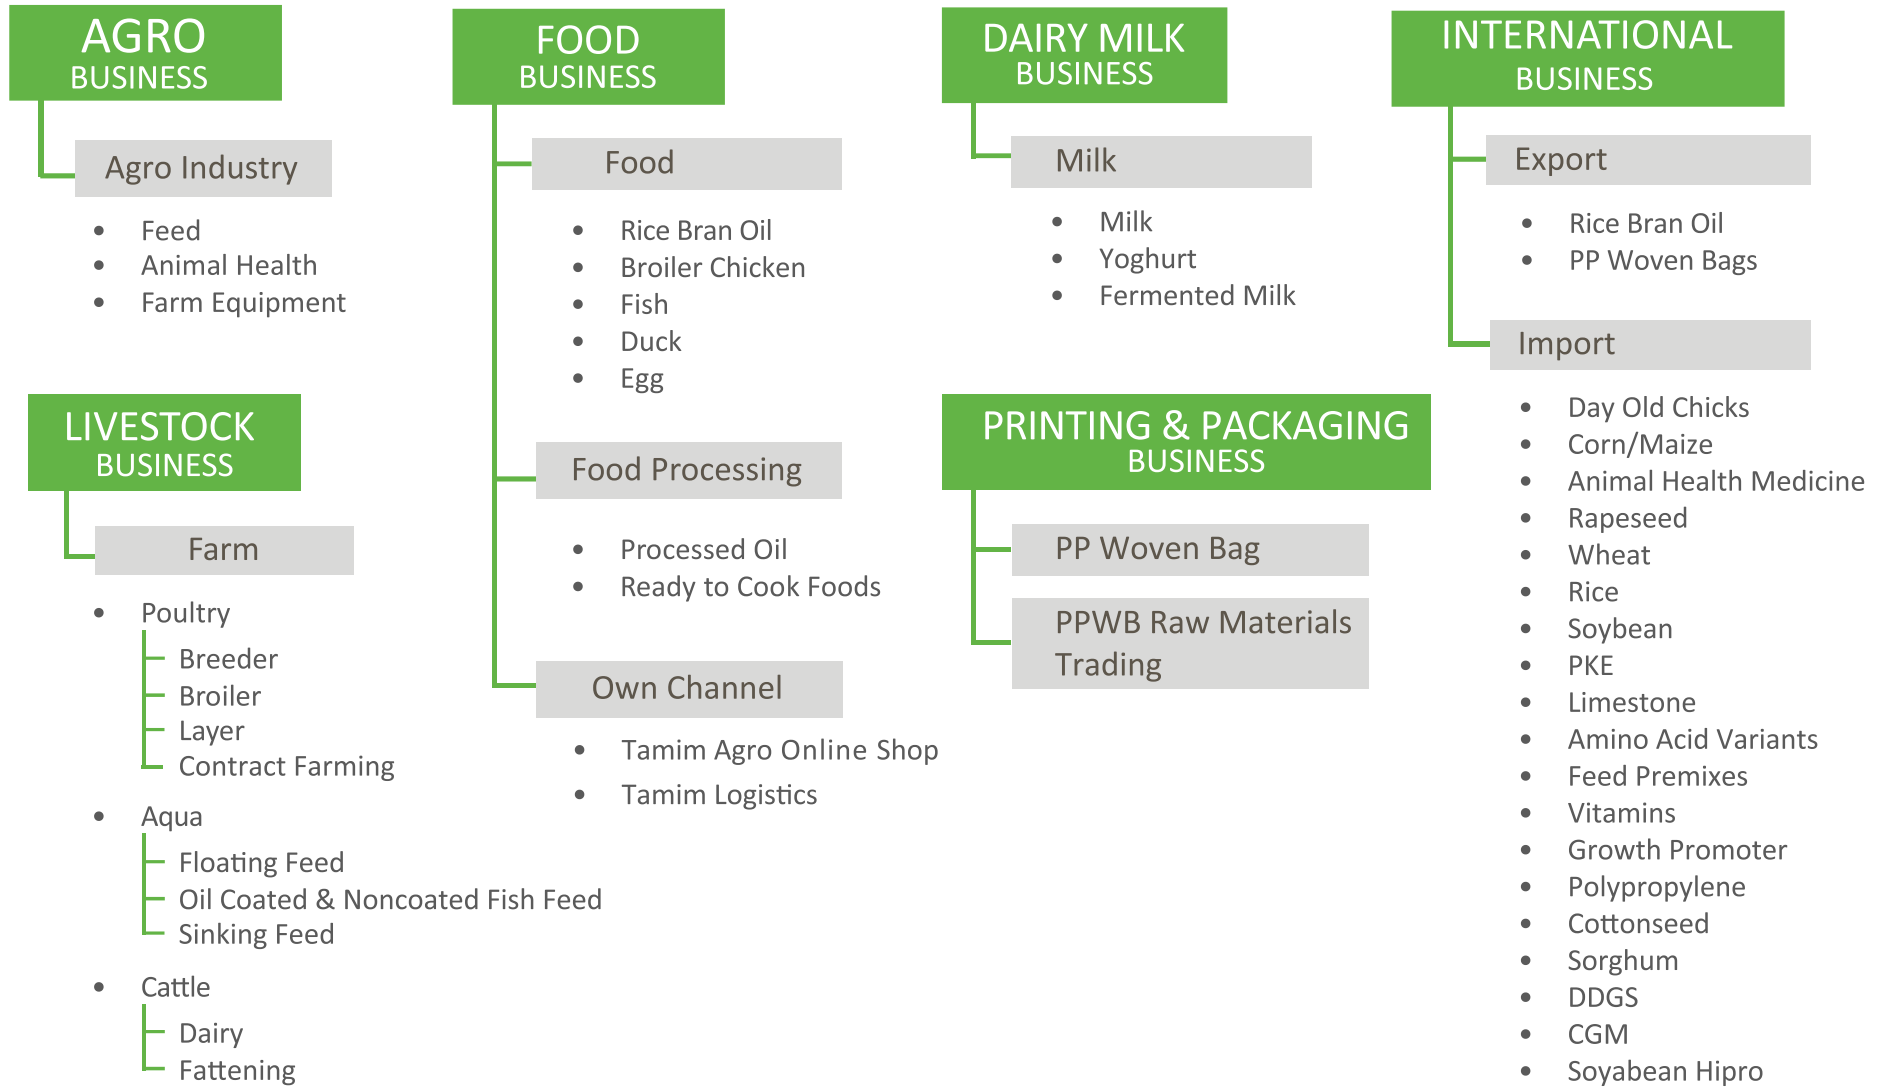 AGRO
BUSINESS
Agro Industry
• Feed
• Animal Health
• Farm Equipment
LIVESTOCK
BUSINESS
Farm
• Poultry
Breeder
Broiler
Layer
Contract Farming
• Aqua
Floating Feed
Oil Coated & Noncoated Fish Feed
Sinking Feed
• Cattle
Dairy
Fattening
FOOD
BUSINESS
Food
• Rice Bran Oil
• Broiler Chicken
• Fish
• Duck
• Egg
Food Processing
• Processed Oil
• Ready to Cook Foods
Own Channel
• Tamim Agro Online Shop
• Tamim Logistics
DAIRY MILK
BUSINESS
Milk
• Milk
• Yoghurt
• Fermented Milk
PRINTING & PACKAGING
BUSINESS
PP Woven Bag
PPWB Raw Materials
Trading
INTERNATIONAL
BUSINESS
Export
• Rice Bran Oil
• PP Woven Bags
Import
• Day Old Chicks
• Corn/Maize
• Animal Health Medicine
• Rapeseed
• Wheat
• Rice
• Soybean
• PKE
• Limestone
• Amino Acid Variants
• Feed Premixes
• Vitamins
• Growth Promoter
• Polypropylene
• Cottonseed
• Sorghum
• DDGS
• CGM
• Soyabean Hipro